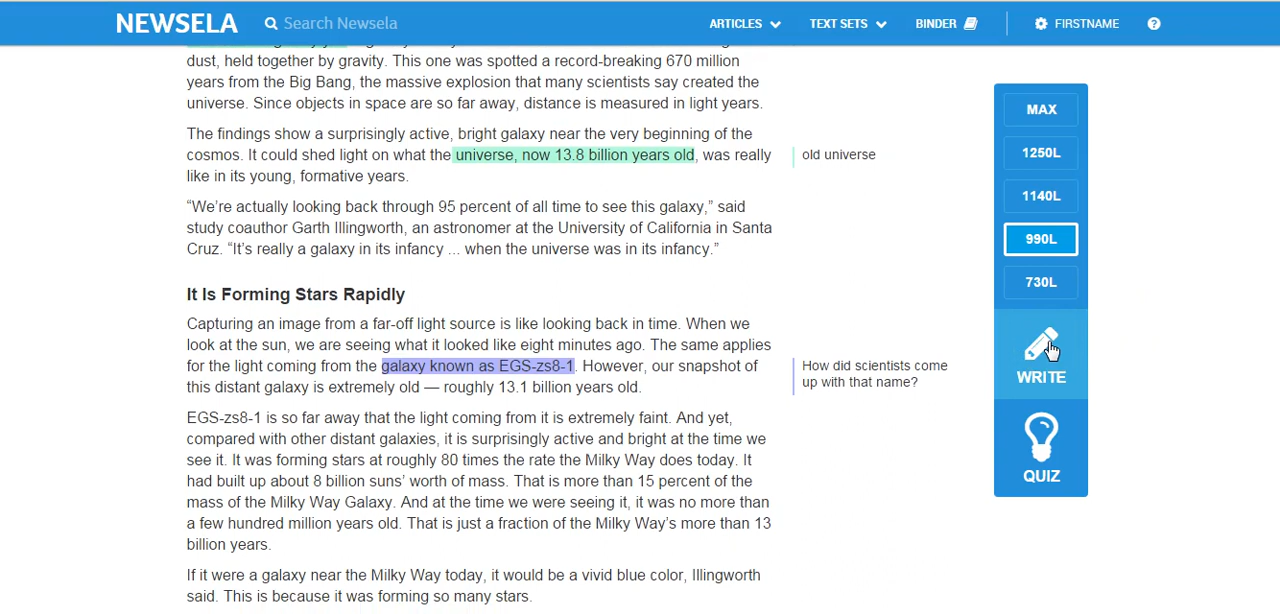 NEWSELA Search Newsela ARTICLES TEXT SETS BINDER FIRSTNAME ?
dust, held together by gravity. This one was spotted a record-breaking 670 million
years from the Big Bang, the massive explosion that many scientists say created the
universe. Since objects in space are so far away, distance is measured in light years.
The findings show a surprisingly active, bright galaxy near the very beginning of the
cosmos. It could shed light on what the universe, now 13.8 billion years old, was really
like in its young, formative years.
old universe
“We’re actually looking back through 95 percent of all time to see this galaxy,” said
study coauthor Garth Illingworth, an astronomer at the University of California in Santa
Cruz. “It’s really a galaxy in its infancy ... when the universe was in its infancy.”
It Is Forming Stars Rapidly
Capturing an image from a far-off light source is like looking back in time. When we
look at the sun, we are seeing what it looked like eight minutes ago. The same applies
for the light coming from the galaxy known as EGS-zs8-1. However, our snapshot of
this distant galaxy is extremely old — roughly 13.1 billion years old.
How did scientists come
up with that name?
EGS-zs8-1 is so far away that the light coming from it is extremely faint. And yet,
compared with other distant galaxies, it is surprisingly active and bright at the time we
see it. It was forming stars at roughly 80 times the rate the Milky Way does today. It
had built up about 8 billion suns’ worth of mass. That is more than 15 percent of the
mass of the Milky Way Galaxy. And at the time we were seeing it, it was no more than
a few hundred million years old. That is just a fraction of the Milky Way’s more than 13
billion years.
If it were a galaxy near the Milky Way today, it would be a vivid blue color, Illingworth
said. This is because it was forming so many stars.
MAX
1250L
1140L
990L
730L
WRITE
QUIZ